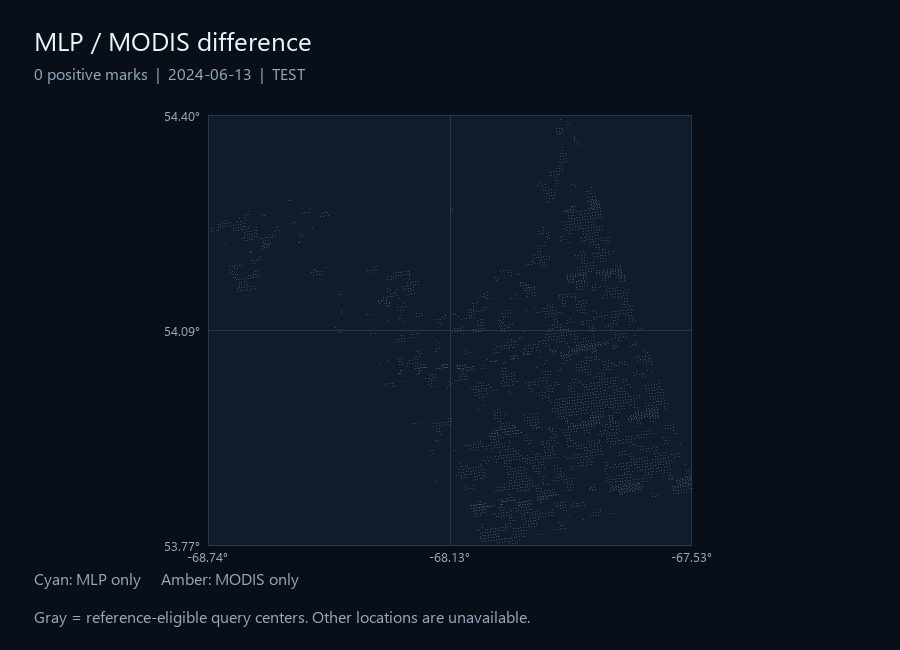 MLP / MODIS difference
0 positive marks | 2024-06-13 | TEST
54.40°
54.09°
53.77°
-68.74° -68.13° -67.53°
Cyan: MLP only Amber: MODIS only
Gray = reference-eligible query centers. Other locations are unavailable.